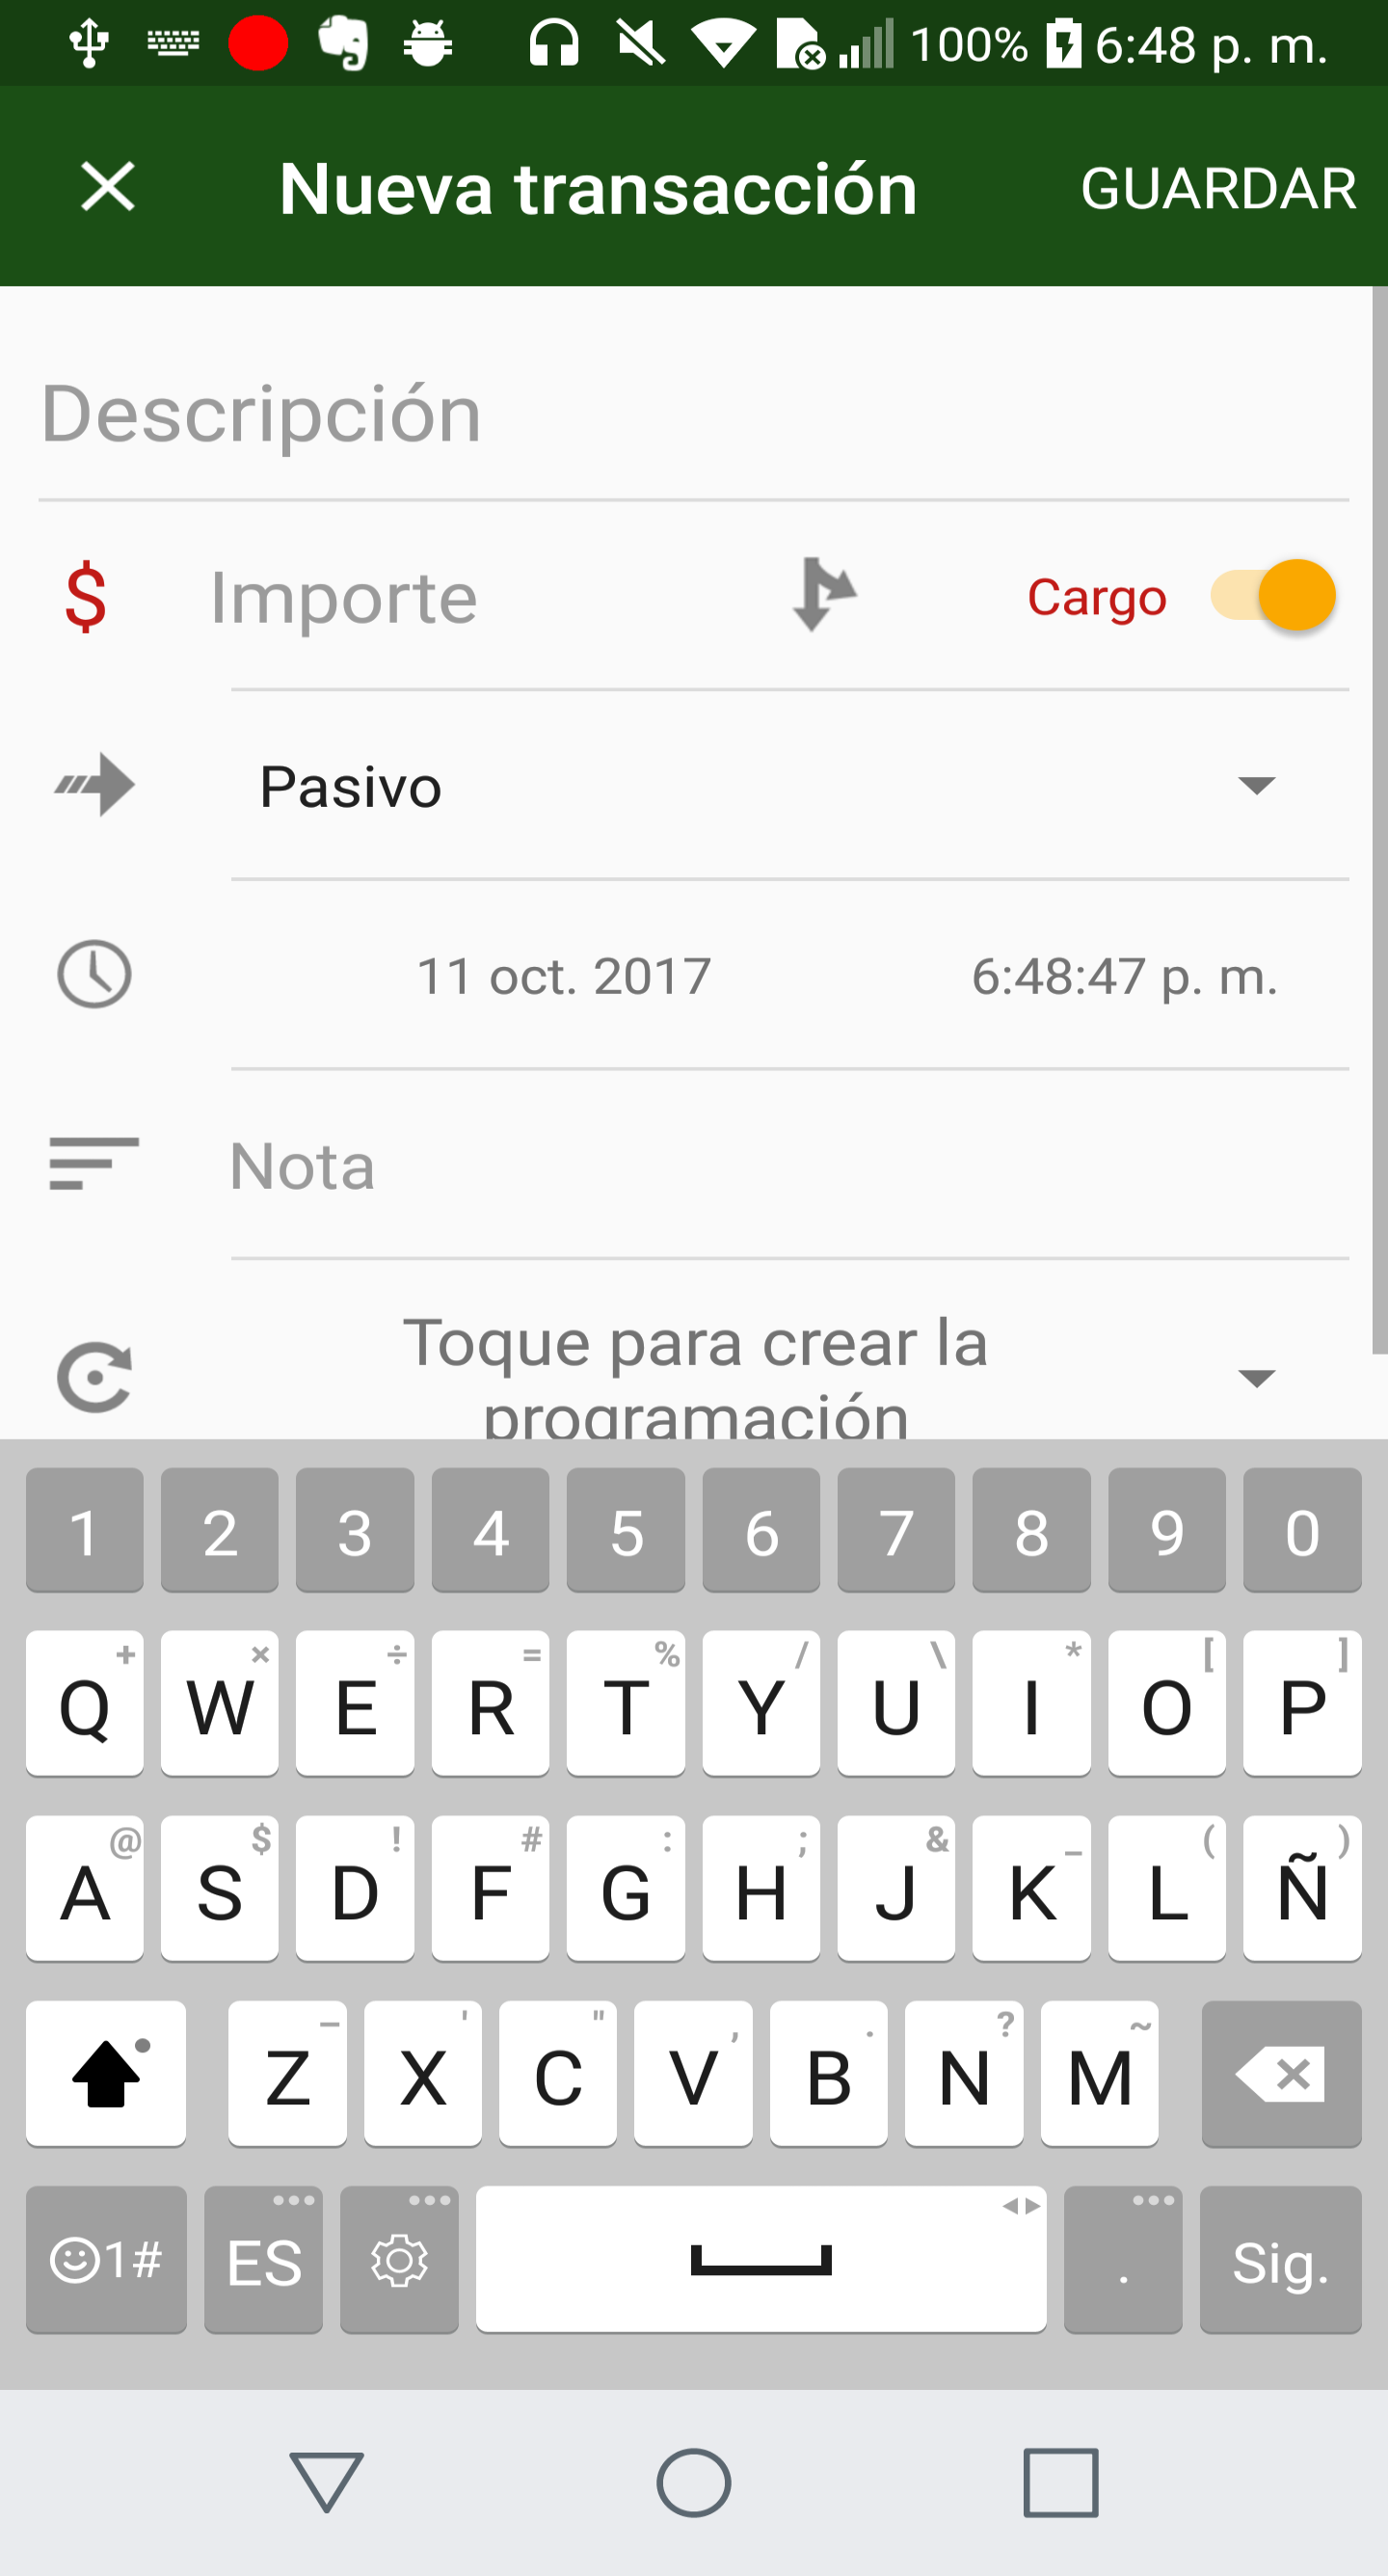 100% 6:48 p. m.
Nueva transacción GUARDAR
Descripción
$ Importe Cargo
Pasivo
11 oct. 2017 6:48:47 p. m.
Nota
Toque para crear la
programación
1 2 3 4 5 6 7 8 9 0
+ × ÷ = % / \ * [ ]
Q W E R T Y U I O P
@ $ ! # : ; & _ ( )
A S D F G H J K L Ñ
– ' " , . ? ~
Z X C V B N M
1# ES . Sig.